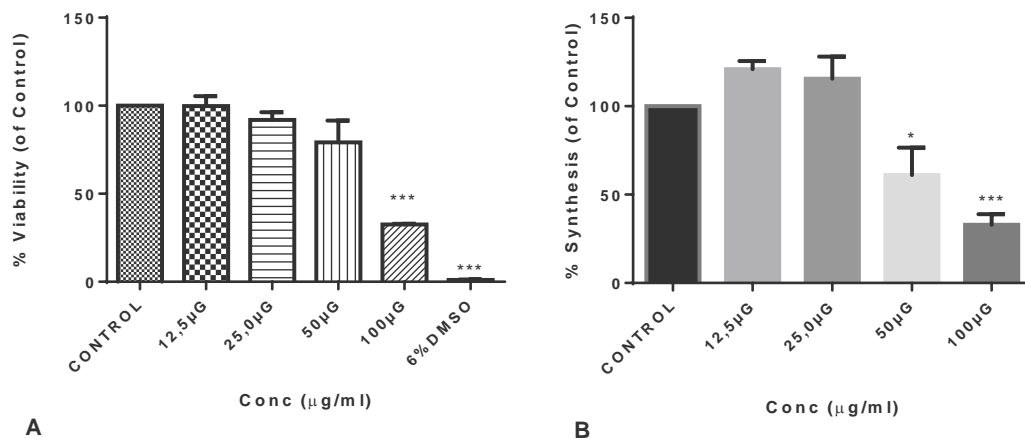 % Viability (of Control)
150
100
50
0
***
***
CONTROL
12,5µG
25,0µG
50µG
100µG
6%DMSO
Conc (µg/ml)
A
% Synthesis (of Control)
150
100
50
0
*
***
CONTROL
12,5µG
25,0µG
50µG
100µG
Conc (µg/ml)
B